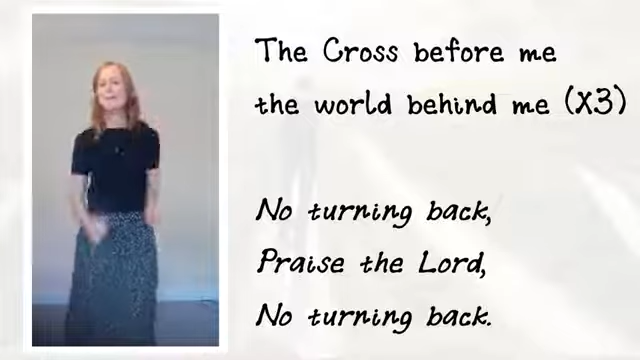 The Cross before me
the world behind me (X3)
No turning back,
Praise the Lord,
No turning back.